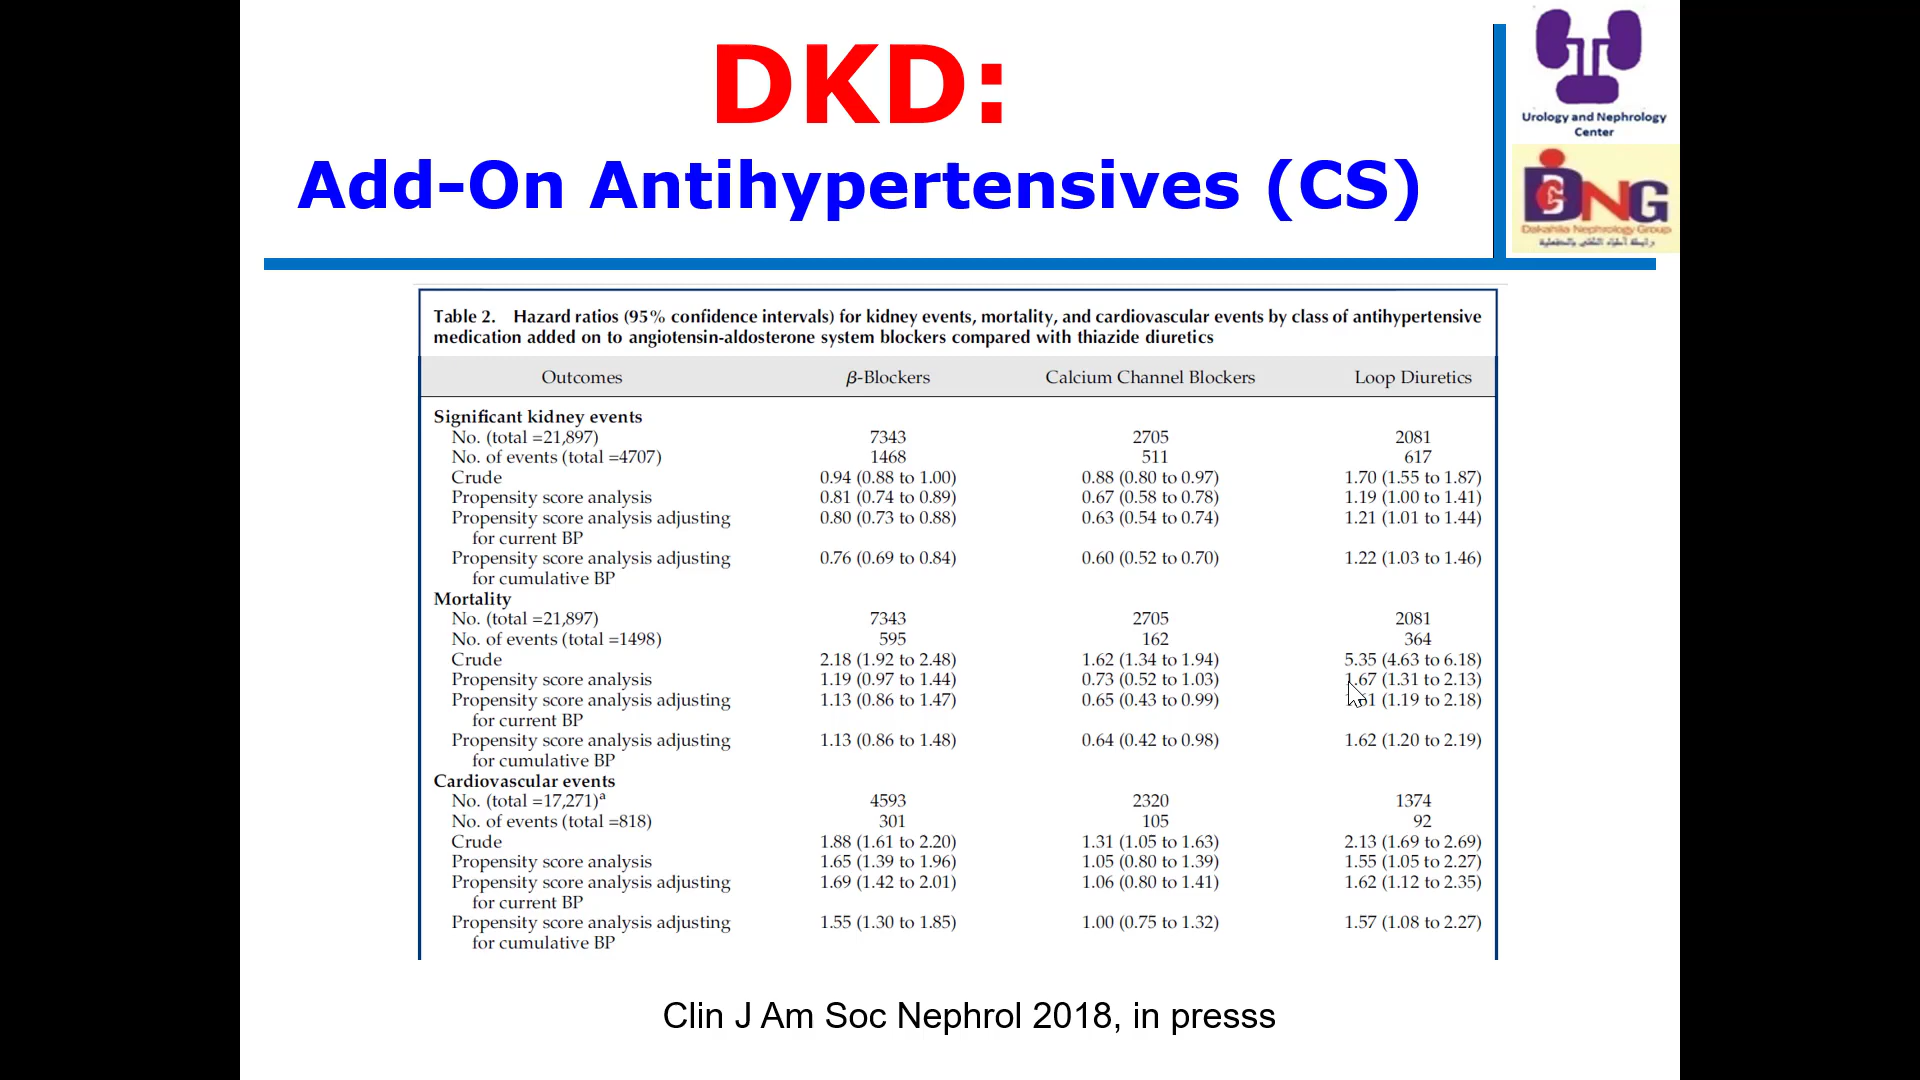 DKD:
Add-On Antihypertensives (CS)
Urology and Nephrology
Center
DNG
Dakahlia Nephrology Group
Table 2. Hazard ratios (95% confidence intervals) for kidney events, mortality, and cardiovascular events by class of antihypertensive
medication added on to angiotensin-aldosterone system blockers compared with thiazide diuretics
Outcomes β-Blockers Calcium Channel Blockers Loop Diuretics
Significant kidney events
No. (total =21,897) 7343 2705 2081
No. of events (total =4707) 1468 511 617
Crude 0.94 (0.88 to 1.00) 0.88 (0.80 to 0.97) 1.70 (1.55 to 1.87)
Propensity score analysis 0.81 (0.74 to 0.89) 0.67 (0.58 to 0.78) 1.19 (1.00 to 1.41)
Propensity score analysis adjusting 0.80 (0.73 to 0.88) 0.63 (0.54 to 0.74) 1.21 (1.01 to 1.44)
for current BP
Propensity score analysis adjusting 0.76 (0.69 to 0.84) 0.60 (0.52 to 0.70) 1.22 (1.03 to 1.46)
for cumulative BP
Mortality
No. (total =21,897) 7343 2705 2081
No. of events (total =1498) 595 162 364
Crude 2.18 (1.92 to 2.48) 1.62 (1.34 to 1.94) 5.35 (4.63 to 6.18)
Propensity score analysis 1.19 (0.97 to 1.44) 0.73 (0.52 to 1.03) 1.67 (1.31 to 2.13)
Propensity score analysis adjusting 1.13 (0.86 to 1.47) 0.65 (0.43 to 0.99) (1.19 to 2.18)
for current BP
Propensity score analysis adjusting 1.13 (0.86 to 1.48) 0.64 (0.42 to 0.98) 1.62 (1.20 to 2.19)
for cumulative BP
Cardiovascular events
No. (total =17,271)ᵃ 4593 2320 1374
No. of events (total =818) 301 105 92
Crude 1.88 (1.61 to 2.20) 1.31 (1.05 to 1.63) 2.13 (1.69 to 2.69)
Propensity score analysis 1.65 (1.39 to 1.96) 1.05 (0.80 to 1.39) 1.55 (1.05 to 2.27)
Propensity score analysis adjusting 1.69 (1.42 to 2.01) 1.06 (0.80 to 1.41) 1.62 (1.12 to 2.35)
for current BP
Propensity score analysis adjusting 1.55 (1.30 to 1.85) 1.00 (0.75 to 1.32) 1.57 (1.08 to 2.27)
for cumulative BP
Clin J Am Soc Nephrol 2018, in presss